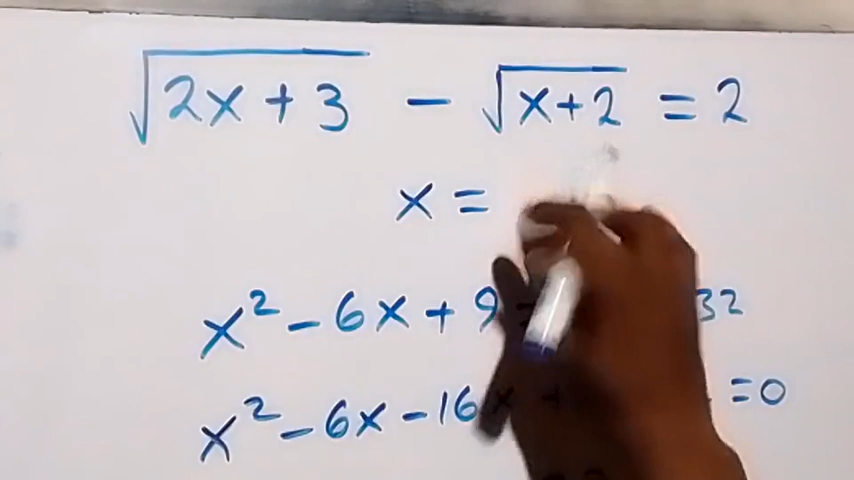 √(2x + 3) - √(x + 2) = 2
x =
x² - 6x + 9 32
x² - 6x - 16x = 0